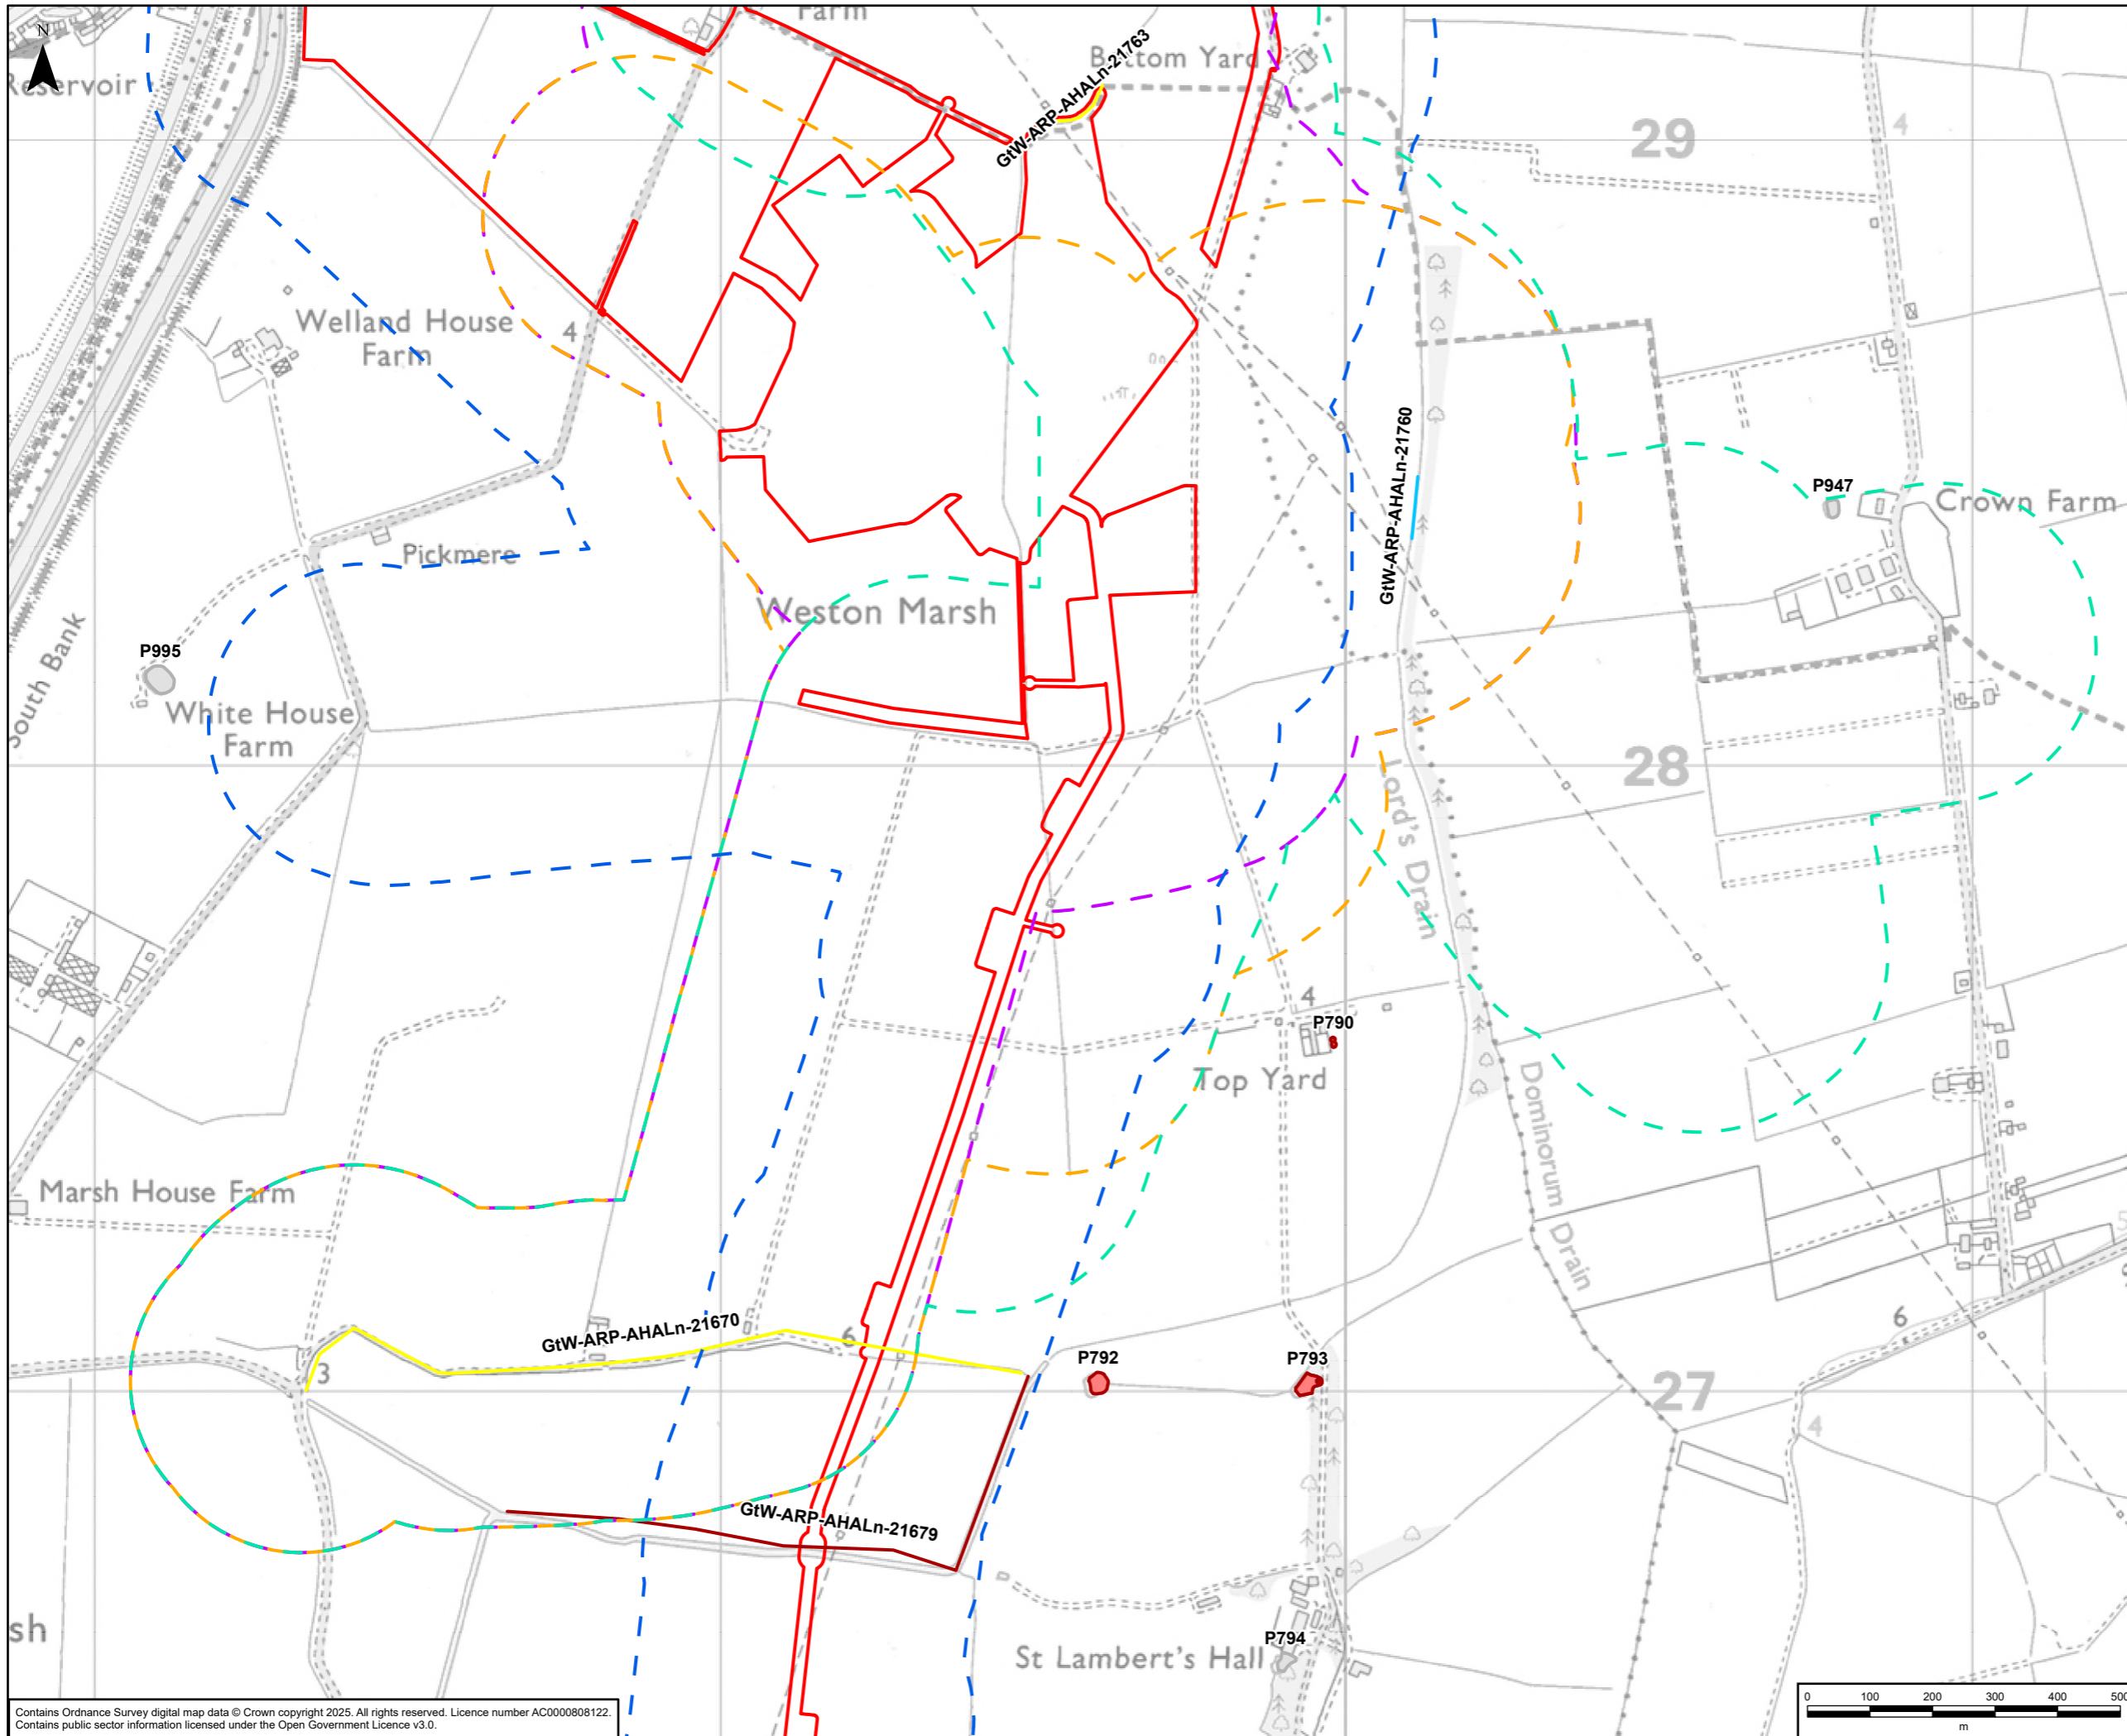 Farm
N
Reservoir
Bottom Yard
GtW-ARP-AHALn-21763
29
4
Welland House
Farm
4
GtW-ARP-AHALn-21760
P947
Crown Farm
Pickmere
Weston Marsh
South Bank
P995
White House
Farm
28
Lord's Drain
4
P790
Top Yard
Dominorum Drain
Marsh House Farm
5
GtW-ARP-AHALn-21670
6
6
3
P792
P793
27
4
GtW-ARP-AHALn-21679
sh
P794
St Lambert's Hall
Contains Ordnance Survey digital map data © Crown copyright 2025. All rights reserved. Licence number AC0000808122.
Contains public sector information licensed under the Open Government Licence v3.0.
0 100 200 300 400 500
m